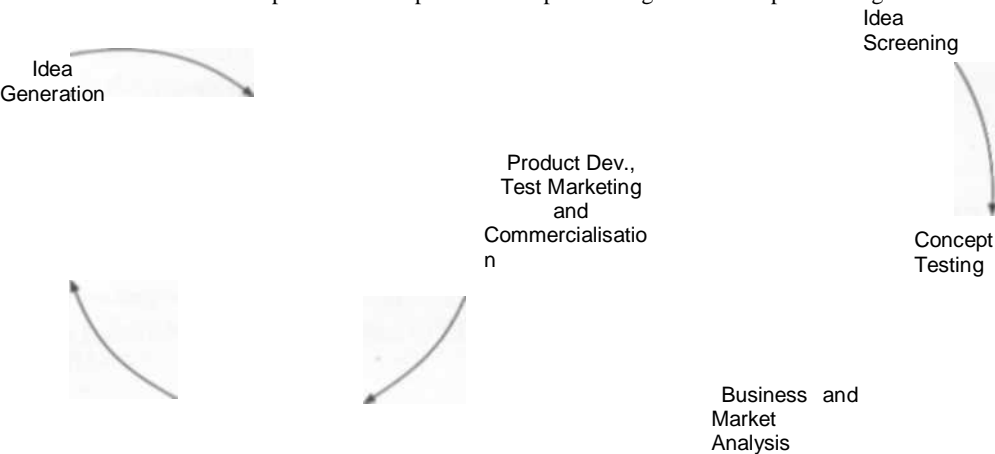 Idea
Screening
Idea
Generation
Product Dev.,
Test Marketing
and
Commercialisatio
n
Concept
Testing
Business and
Market
Analysis